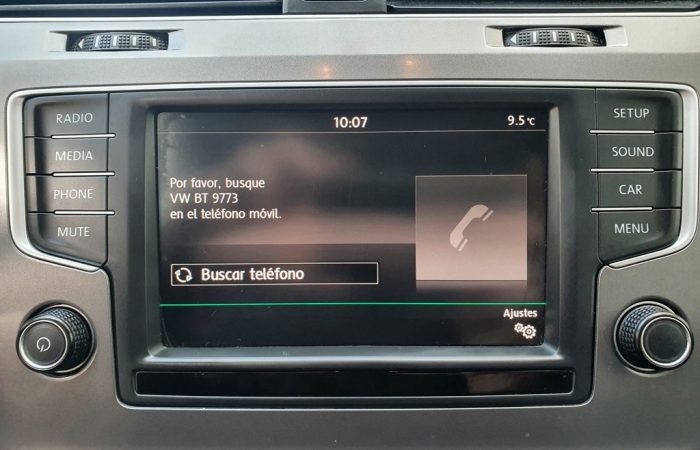 RADIO
MEDIA
PHONE
MUTE
10:07
9.5°C
Por favor, busque
VW BT 9773
en el teléfono móvil.
Buscar teléfono
Ajustes
SETUP
SOUND
CAR
MENU